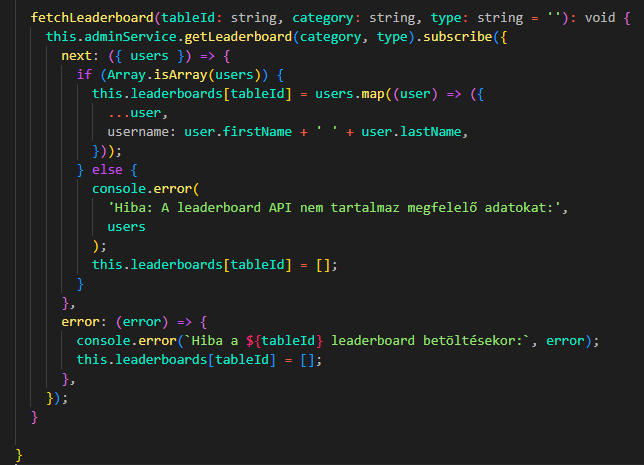 fetchLeaderboard(tableId: string, category: string, type: string = ''): void {
this.adminService.getLeaderboard(category, type).subscribe({
next: ({ users }) => {
if (Array.isArray(users)) {
this.leaderboards[tableId] = users.map((user) => ({
...user,
username: user.firstName + ' ' + user.lastName,
}));
} else {
console.error(
'Hiba: A leaderboard API nem tartalmaz megfelelő adatokat:',
users
);
this.leaderboards[tableId] = [];
}
},
error: (error) => {
console.error(`Hiba a ${tableId} leaderboard betöltésekor:`, error);
this.leaderboards[tableId] = [];
},
});
}
}